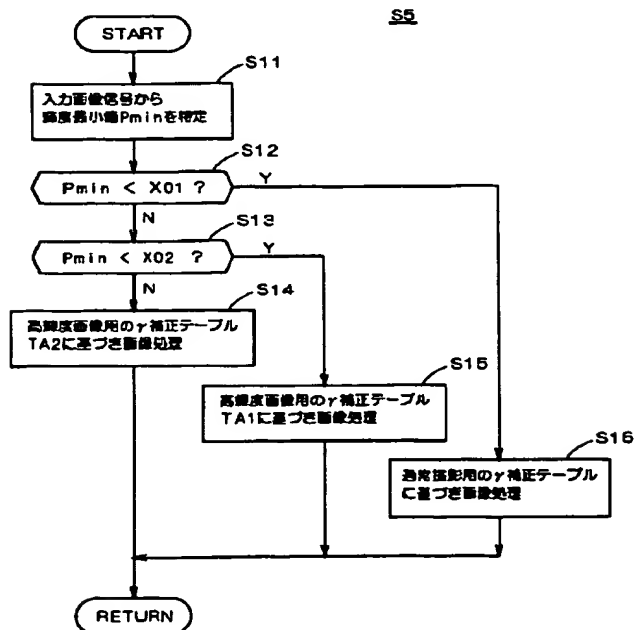 S5
START
S11
入力画像信号から
輝度最小値Pminを特定
S12
Pmin < X01 ?
Y
N
S13
Pmin < X02 ?
Y
N
S14
高輝度画像用のγ補正テーブル
TA2に基づき画像処理
S15
高輝度画像用のγ補正テーブル
TA1に基づき画像処理
S16
通常撮影用のγ補正テーブル
に基づき画像処理
RETURN